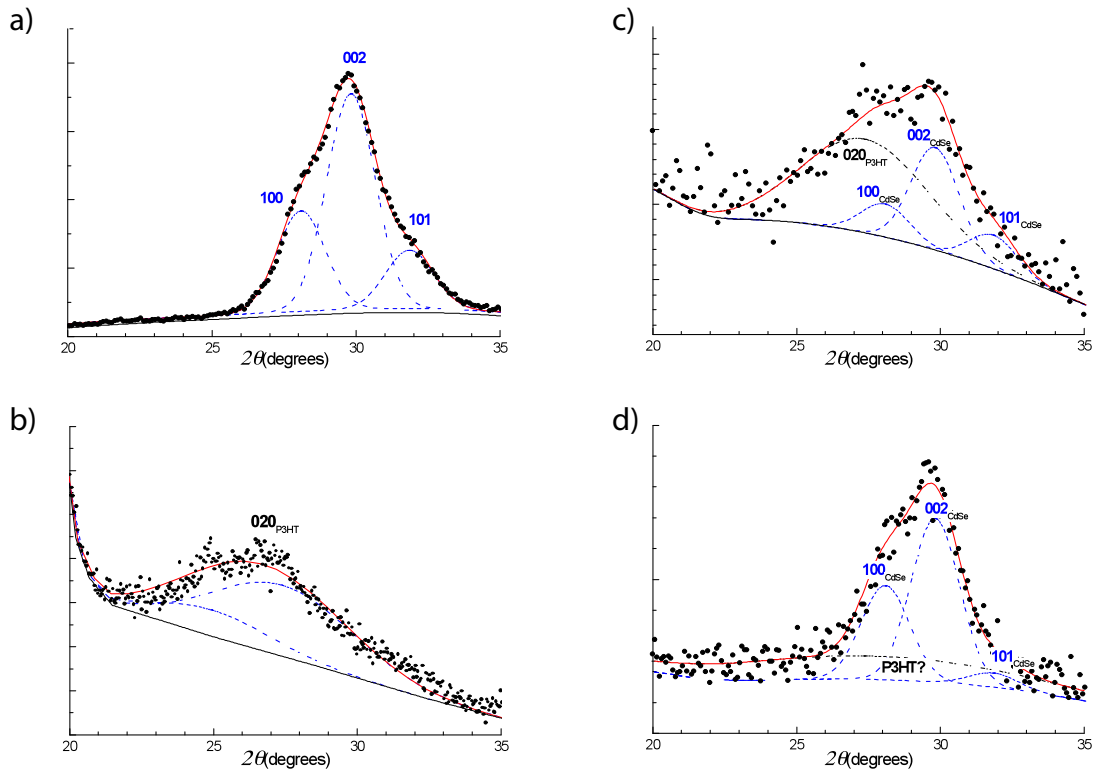 a)
002
100
101
20 25 30 35
2θ(degrees)
b)
020P3HT
20 25 30 35
2θ(degrees)
c)
002CdSe
020P3HT
100CdSe
101CdSe
20 25 30 35
2θ(degrees)
d)
002CdSe
100CdSe
101CdSe
P3HT?
20 25 30 35
2θ(degrees)